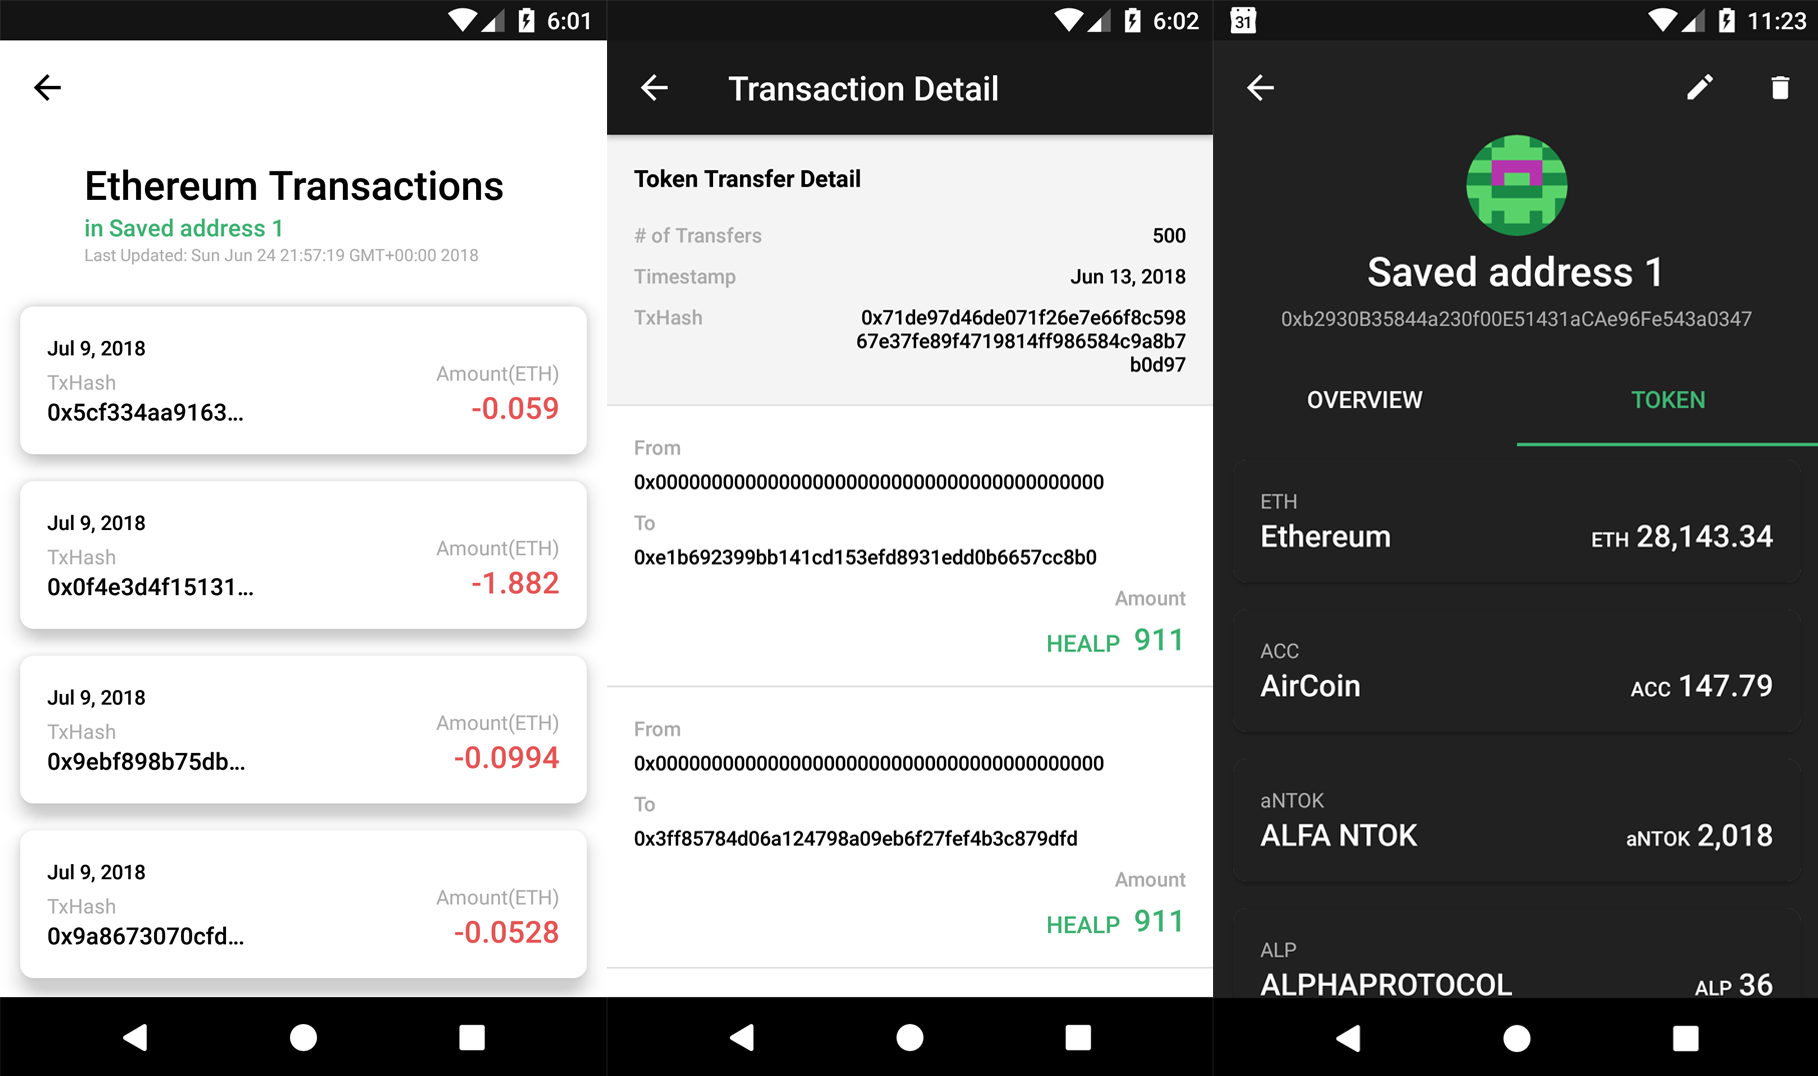 6:01
Ethereum Transactions
in Saved address 1
Last Updated: Sun Jun 24 21:57:19 GMT+00:00 2018
Jul 9, 2018
TxHash
Amount(ETH)
0x5cf334aa9163...
-0.059
Jul 9, 2018
TxHash
Amount(ETH)
0x0f4e3d4f15131...
-1.882
Jul 9, 2018
TxHash
Amount(ETH)
0x9ebf898b75db...
-0.0994
Jul 9, 2018
TxHash
Amount(ETH)
0x9a8673070cfd...
-0.0528
6:02
Transaction Detail
Token Transfer Detail
# of Transfers 500
Timestamp Jun 13, 2018
TxHash 0x71de97d46de071f26e7e66f8c598
67e37fe89f4719814ff986584c9a8b7
b0d97
From
0x0000000000000000000000000000000000000000
To
0xe1b692399bb141cd153efd8931edd0b6657cc8b0
Amount
HEALP 911
From
0x0000000000000000000000000000000000000000
To
0x3ff85784d06a124798a09eb6f27fef4b3c879dfd
Amount
HEALP 911
31 11:23
Saved address 1
0xb2930B35844a230f00E51431aCAe96Fe543a0347
OVERVIEW TOKEN
ETH
Ethereum ETH 28,143.34
ACC
AirCoin ACC 147.79
aNTOK
ALFA NTOK aNTOK 2,018
ALP
ALPHAPROTOCOL ALP 36